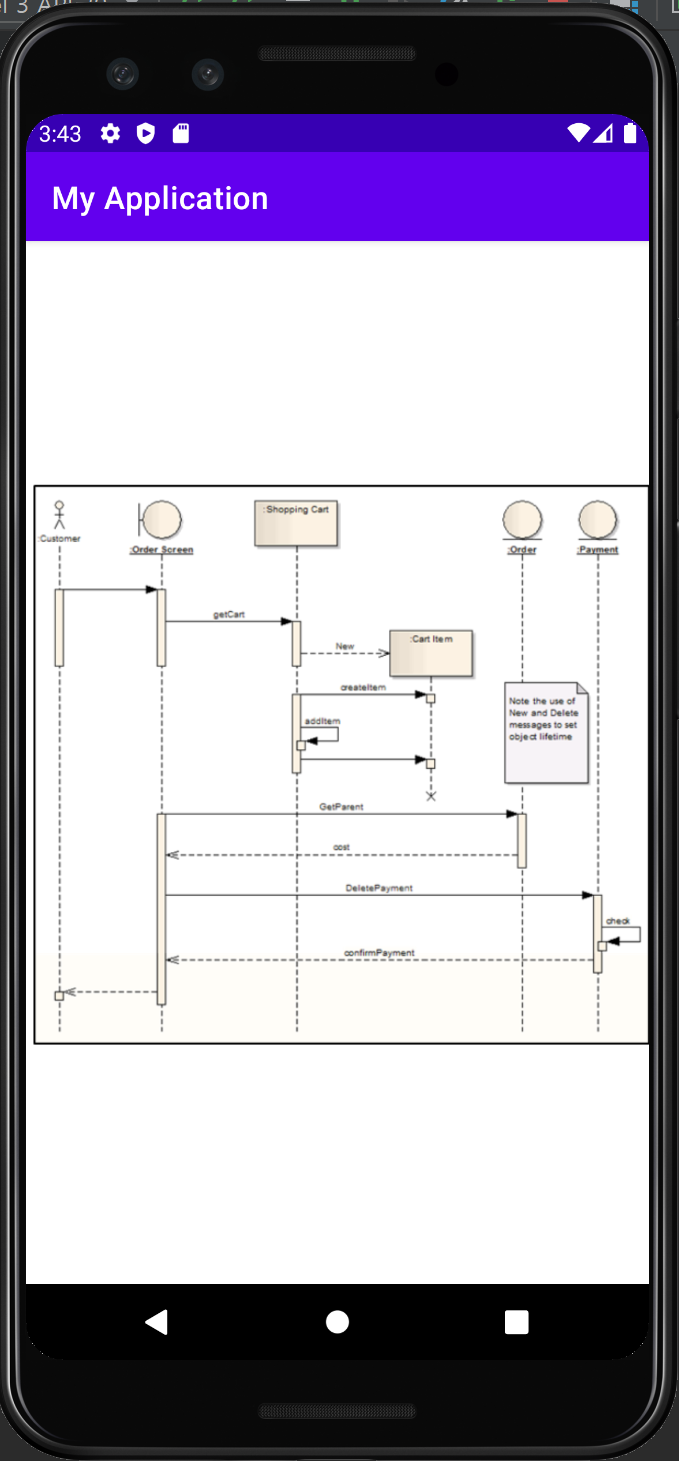 3:43
My Application
:Customer
:Order Screen
:Shopping Cart
:Order
:Payment
getCart
:Cart Item
New
createItem
Note the use of
New and Delete
messages to set
object lifetime
addItem
GetParent
cost
DeletePayment
check
confirmPayment